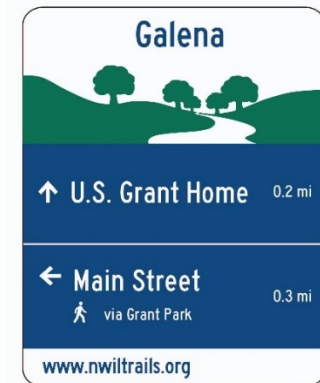 Galena
↑ U.S. Grant Home 0.2 mi
← Main Street
via Grant Park 0.3 mi
www.nwiltrails.org